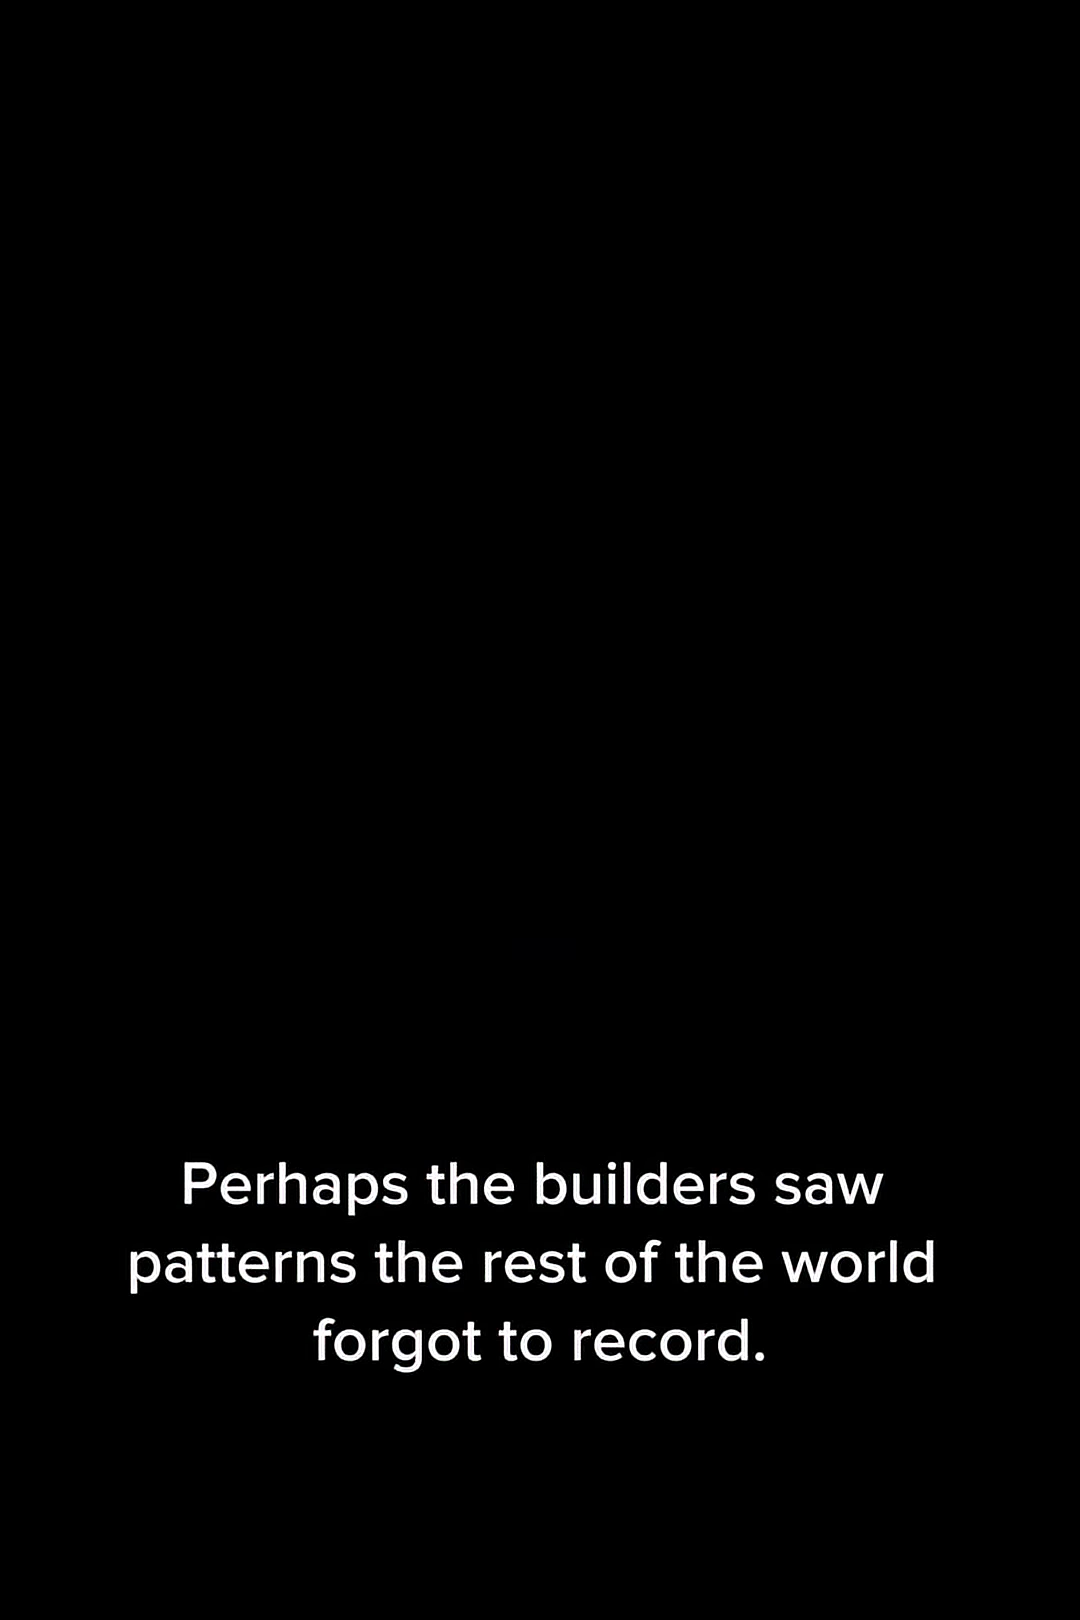 Perhaps the builders saw
patterns the rest of the world
forgot to record.